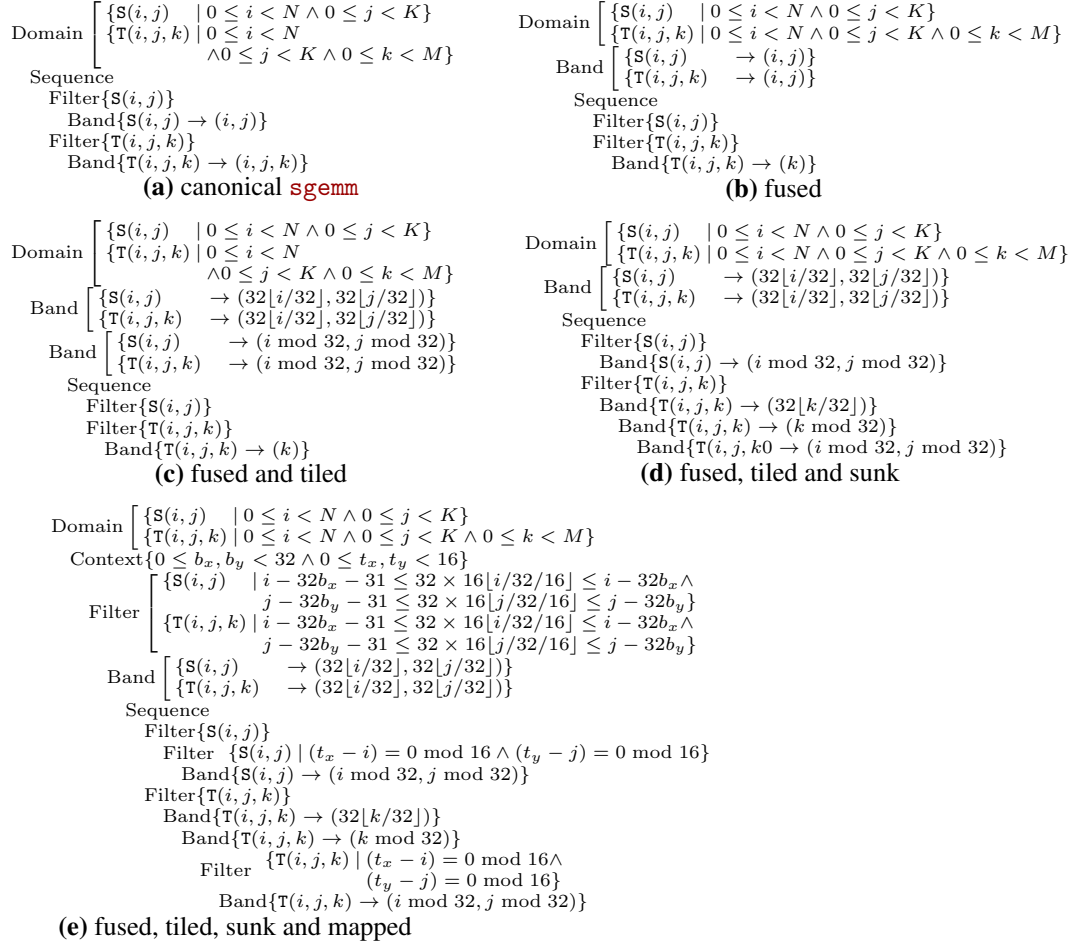 Domain [ {S(i, j) | 0 ≤ i < N ∧ 0 ≤ j < K}
{T(i, j, k) | 0 ≤ i < N
∧0 ≤ j < K ∧ 0 ≤ k < M}
Sequence
Filter{S(i, j)}
Band{S(i, j) → (i, j)}
Filter{T(i, j, k)}
Band{T(i, j, k) → (i, j, k)}
(a) canonical sgemm
Domain [ {S(i, j) | 0 ≤ i < N ∧ 0 ≤ j < K}
{T(i, j, k) | 0 ≤ i < N ∧ 0 ≤ j < K ∧ 0 ≤ k < M}
Band [ {S(i, j) → (i, j)}
{T(i, j, k) → (i, j)}
Sequence
Filter{S(i, j)}
Filter{T(i, j, k)}
Band{T(i, j, k) → (k)}
(b) fused
Domain [ {S(i, j) | 0 ≤ i < N ∧ 0 ≤ j < K}
{T(i, j, k) | 0 ≤ i < N
∧0 ≤ j < K ∧ 0 ≤ k < M}
Band [ {S(i, j) → (32⌊i/32⌋, 32⌊j/32⌋)}
{T(i, j, k) → (32⌊i/32⌋, 32⌊j/32⌋)}
Band [ {S(i, j) → (i mod 32, j mod 32)}
{T(i, j, k) → (i mod 32, j mod 32)}
Sequence
Filter{S(i, j)}
Filter{T(i, j, k)}
Band{T(i, j, k) → (k)}
(c) fused and tiled
Domain [ {S(i, j) | 0 ≤ i < N ∧ 0 ≤ j < K}
{T(i, j, k) | 0 ≤ i < N ∧ 0 ≤ j < K ∧ 0 ≤ k < M}
Band [ {S(i, j) → (32⌊i/32⌋, 32⌊j/32⌋)}
{T(i, j, k) → (32⌊i/32⌋, 32⌊j/32⌋)}
Sequence
Filter{S(i, j)}
Band{S(i, j) → (i mod 32, j mod 32)}
Filter{T(i, j, k)}
Band{T(i, j, k) → (32⌊k/32⌋)}
Band{T(i, j, k) → (k mod 32)}
Band{T(i, j, k0 → (i mod 32, j mod 32)}
(d) fused, tiled and sunk
Domain [ {S(i, j) | 0 ≤ i < N ∧ 0 ≤ j < K}
{T(i, j, k) | 0 ≤ i < N ∧ 0 ≤ j < K ∧ 0 ≤ k < M}
Context{0 ≤ b_x, b_y < 32 ∧ 0 ≤ t_x, t_y < 16}
Filter [ {S(i, j) | i − 32b_x − 31 ≤ 32 × 16⌊i/32/16⌋ ≤ i − 32b_x∧
j − 32b_y − 31 ≤ 32 × 16⌊j/32/16⌋ ≤ j − 32b_y}
{T(i, j, k) | i − 32b_x − 31 ≤ 32 × 16⌊i/32/16⌋ ≤ i − 32b_x∧
j − 32b_y − 31 ≤ 32 × 16⌊j/32/16⌋ ≤ j − 32b_y}
Band [ {S(i, j) → (32⌊i/32⌋, 32⌊j/32⌋)}
{T(i, j, k) → (32⌊i/32⌋, 32⌊j/32⌋)}
Sequence
Filter{S(i, j)}
Filter {S(i, j) | (t_x − i) = 0 mod 16 ∧ (t_y − j) = 0 mod 16}
Band{S(i, j) → (i mod 32, j mod 32)}
Filter{T(i, j, k)}
Band{T(i, j, k) → (32⌊k/32⌋)}
Band{T(i, j, k) → (k mod 32)}
Filter {T(i, j, k) | (t_x − i) = 0 mod 16∧
(t_y − j) = 0 mod 16}
Band{T(i, j, k) → (i mod 32, j mod 32)}
(e) fused, tiled, sunk and mapped